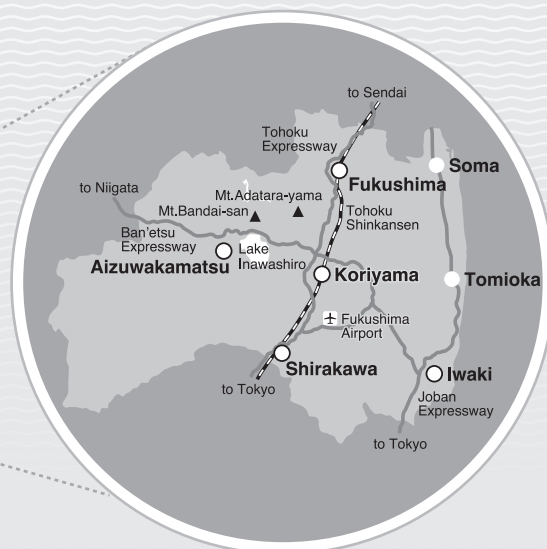 to Sendai
Tohoku
Expressway
Soma
Fukushima
to Niigata
Mt.Adatara-yama
Mt.Bandai-san
Tohoku
Shinkansen
Ban'etsu
Expressway
Lake
Inawashiro
Aizuwakamatsu
Koriyama
Tomioka
Fukushima
Airport
Shirakawa
Iwaki
to Tokyo
Joban
Expressway
to Tokyo